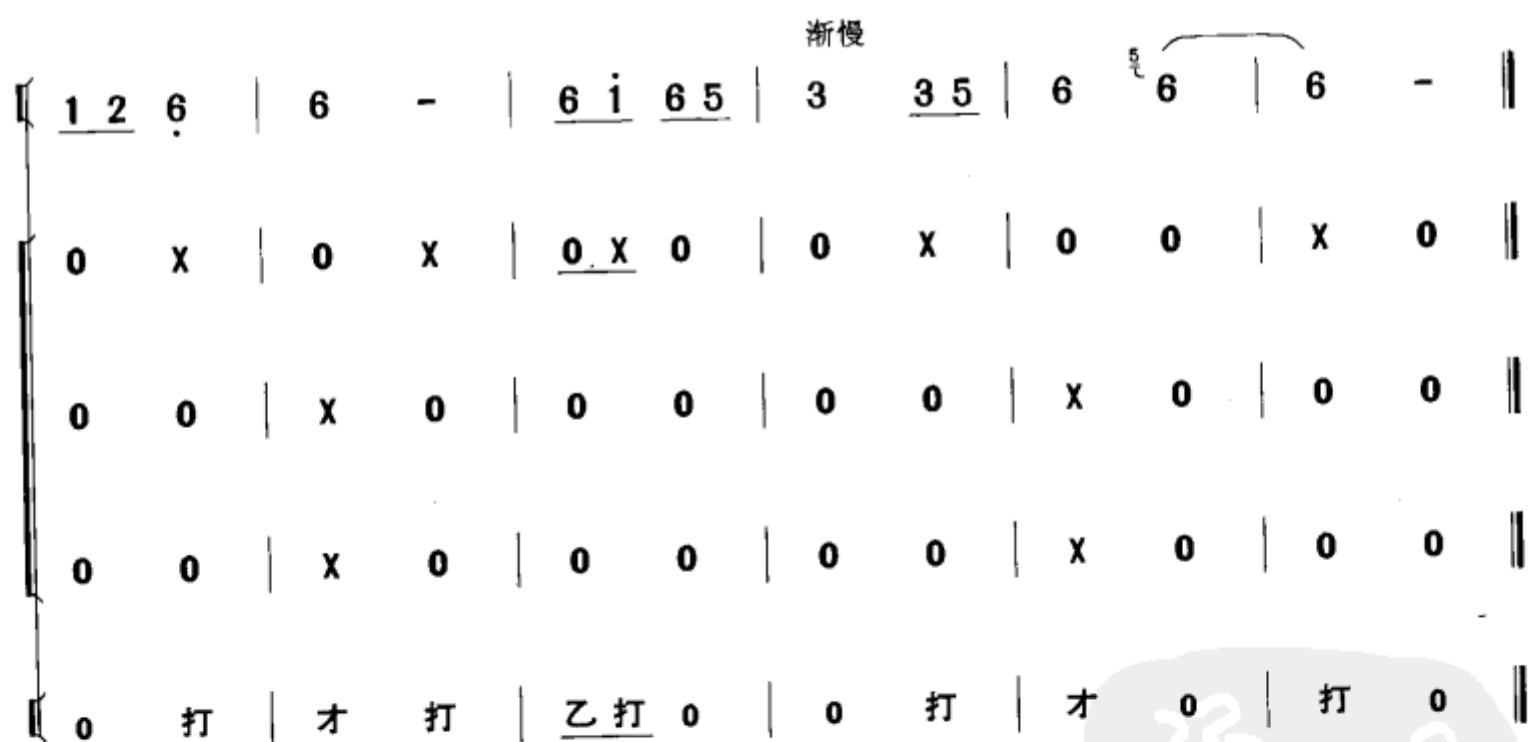 渐慢
1 2 6̣ | 6 - | 6 i̇ 6 5 | 3 3 5 | 6 5 6 | 6 - ‖
0 X | 0 X | 0 X 0 | 0 X | 0 0 | X 0 ‖
0 0 | X 0 | 0 0 | 0 0 | X 0 | 0 0 ‖
0 0 | X 0 | 0 0 | 0 0 | X 0 | 0 0 ‖
0 打 | 才 打 | 乙 打 0 | 0 打 | 才 0 | 打 0 ‖